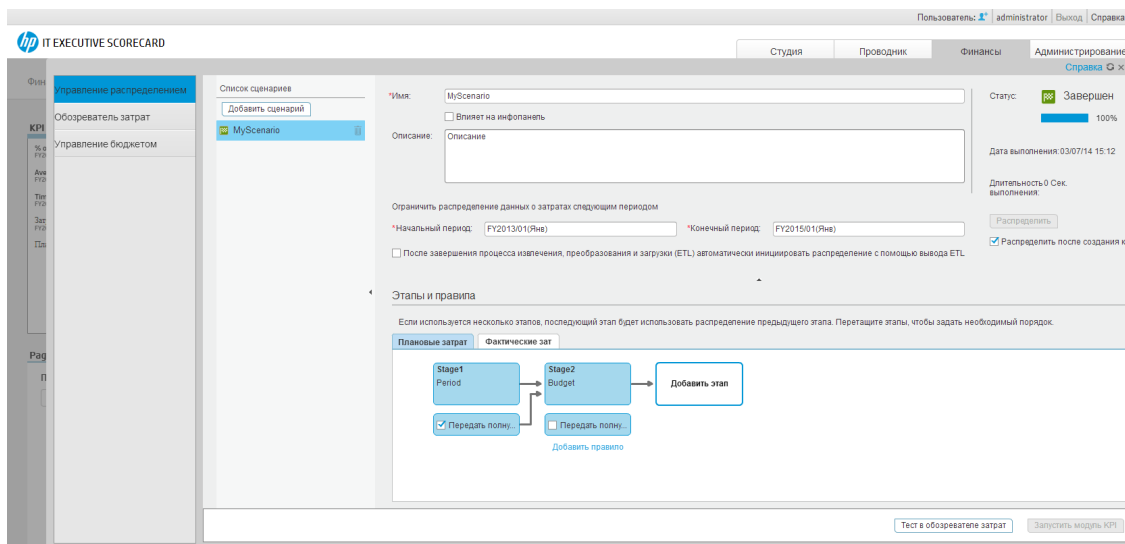 Пользователь: administrator Выход Справка
hp IT EXECUTIVE SCORECARD
Студия Проводник Финансы Администрирование
Справка
Управление распределением
Обозреватель затрат
Управление бюджетом
KPI
Список сценариев
Добавить сценарий
MyScenario
*Имя: MyScenario
Влияет на инфопанель
Описание: Описание
Статус: Завершен
100%
Дата выполнения: 03/07/14 15:12
Длительность 0 Сек.
выполнения:
Распределить
Распределить после создания к
Ограничить распределение данных о затратах следующим периодом
*Начальный период: FY2013/01(Янв) *Конечный период: FY2015/01(Янв)
После завершения процесса извлечения, преобразования и загрузки (ETL) автоматически инициировать распределение с помощью вывода ETL
Этапы и правила
Если используется несколько этапов, последующий этап будет использовать распределение предыдущего этапа. Перетащите этапы, чтобы задать необходимый порядок.
Плановые затрат Фактические зат
Stage1 Stage2
Period Budget
Добавить этап
Передать полну... Передать полну...
Добавить правило
Тест в обозревателе затрат Запустить модуль KPI